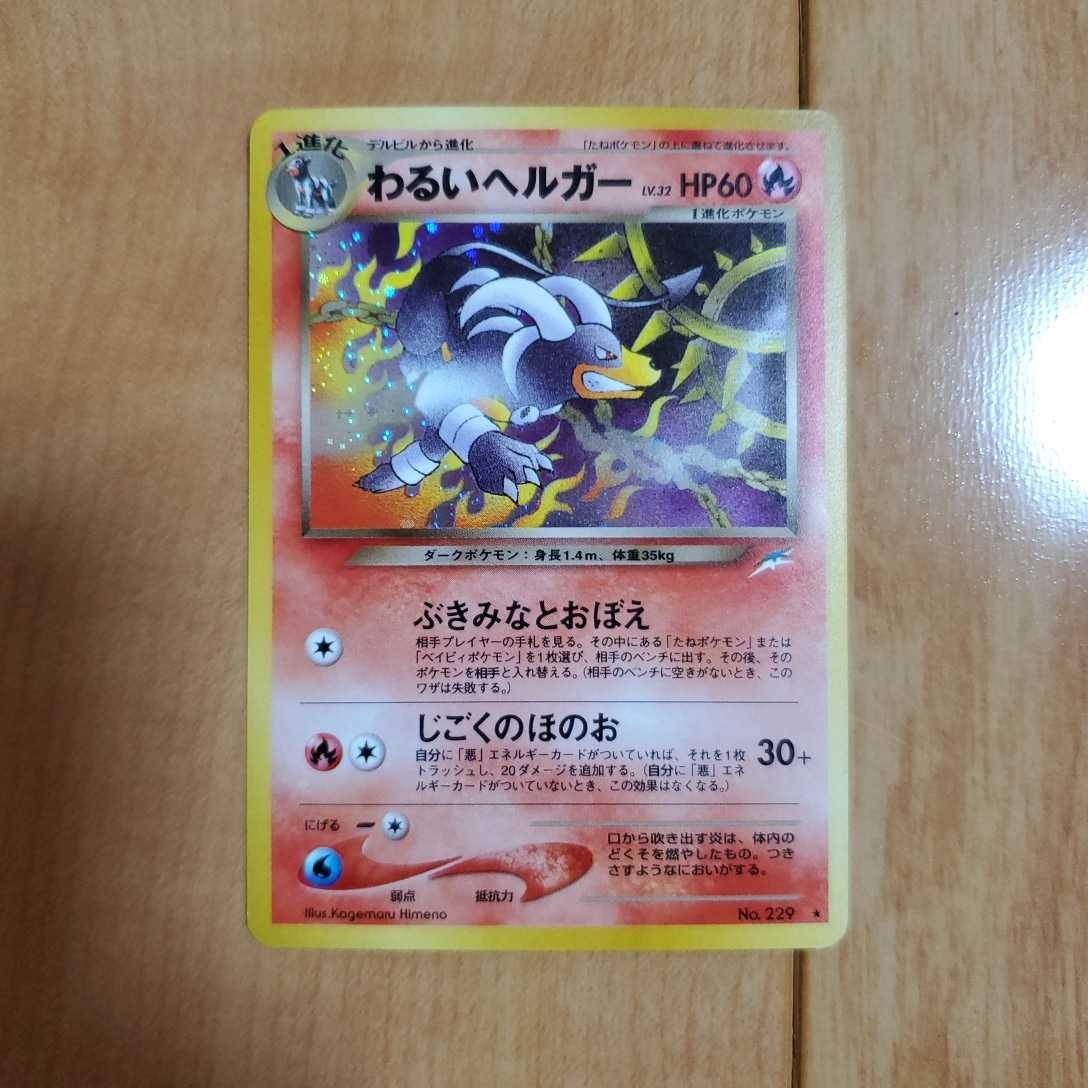 1進化
デルビルから進化
「たねポケモン」の上に重ねて進化させます。
わるいヘルガー LV.32 HP60
1進化ポケモン
ダークポケモン：身長1.4m、体重35kg
ぶきみなとおぼえ
相手プレイヤーの手札を見る。その中にある「たねポケモン」または
「ベイビィポケモン」を1枚選び、相手のベンチに出す。その後、その
ポケモンを相手と入れ替える。（相手のベンチに空きがないとき、この
ワザは失敗する。）
じごくのほのお
30+
自分に「悪」エネルギーカードがついていれば、それを1枚
トラッシュし、20ダメージを追加する。（自分に「悪」エネ
ルギーカードがついていないとき、この効果はなくなる。）
にげる
口から吹き出す炎は、体内の
どくそを燃やしたもの。つき
さすようなにおいがする。
弱点
抵抗力
Illus.Kagemaru Himeno
No. 229 ★